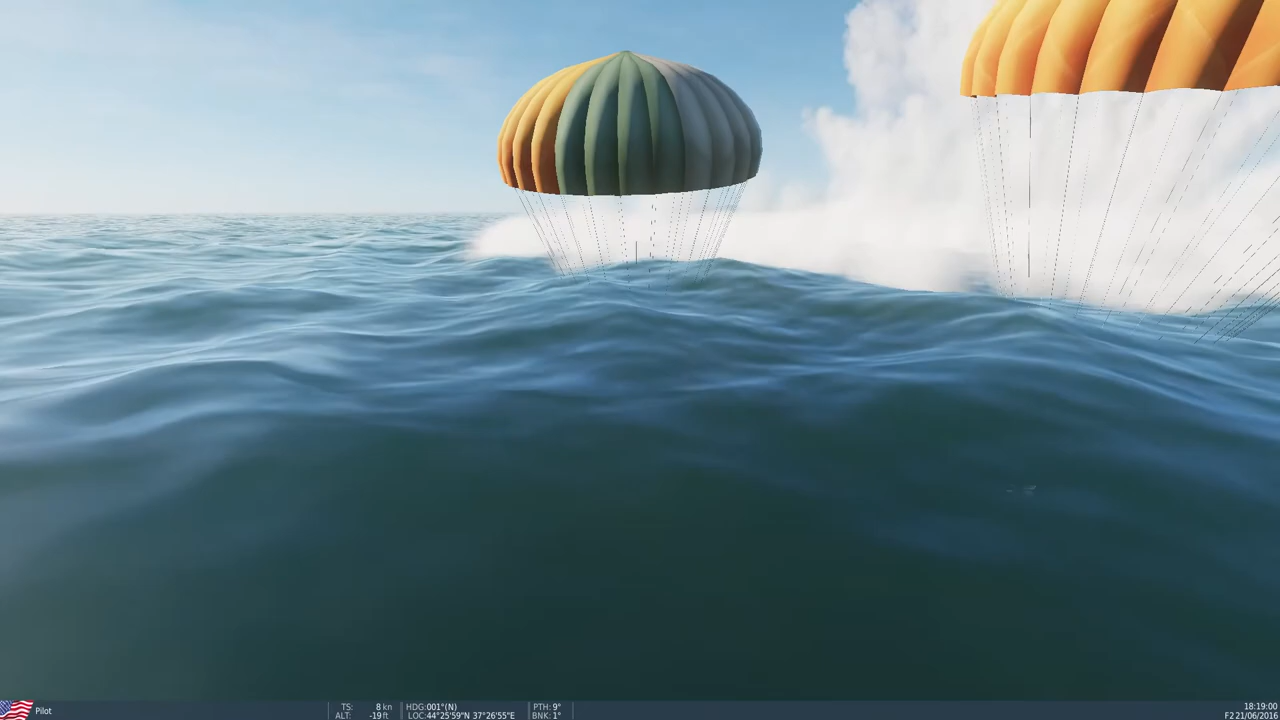 Pilot
TS: 8 kn
ALT: -19 ft
HDG:001°(N)
LOC:44°25'59"N 37°26'55"E
PTH: 9°
BNK: 1°
18:19:00
F2 21/06/2016